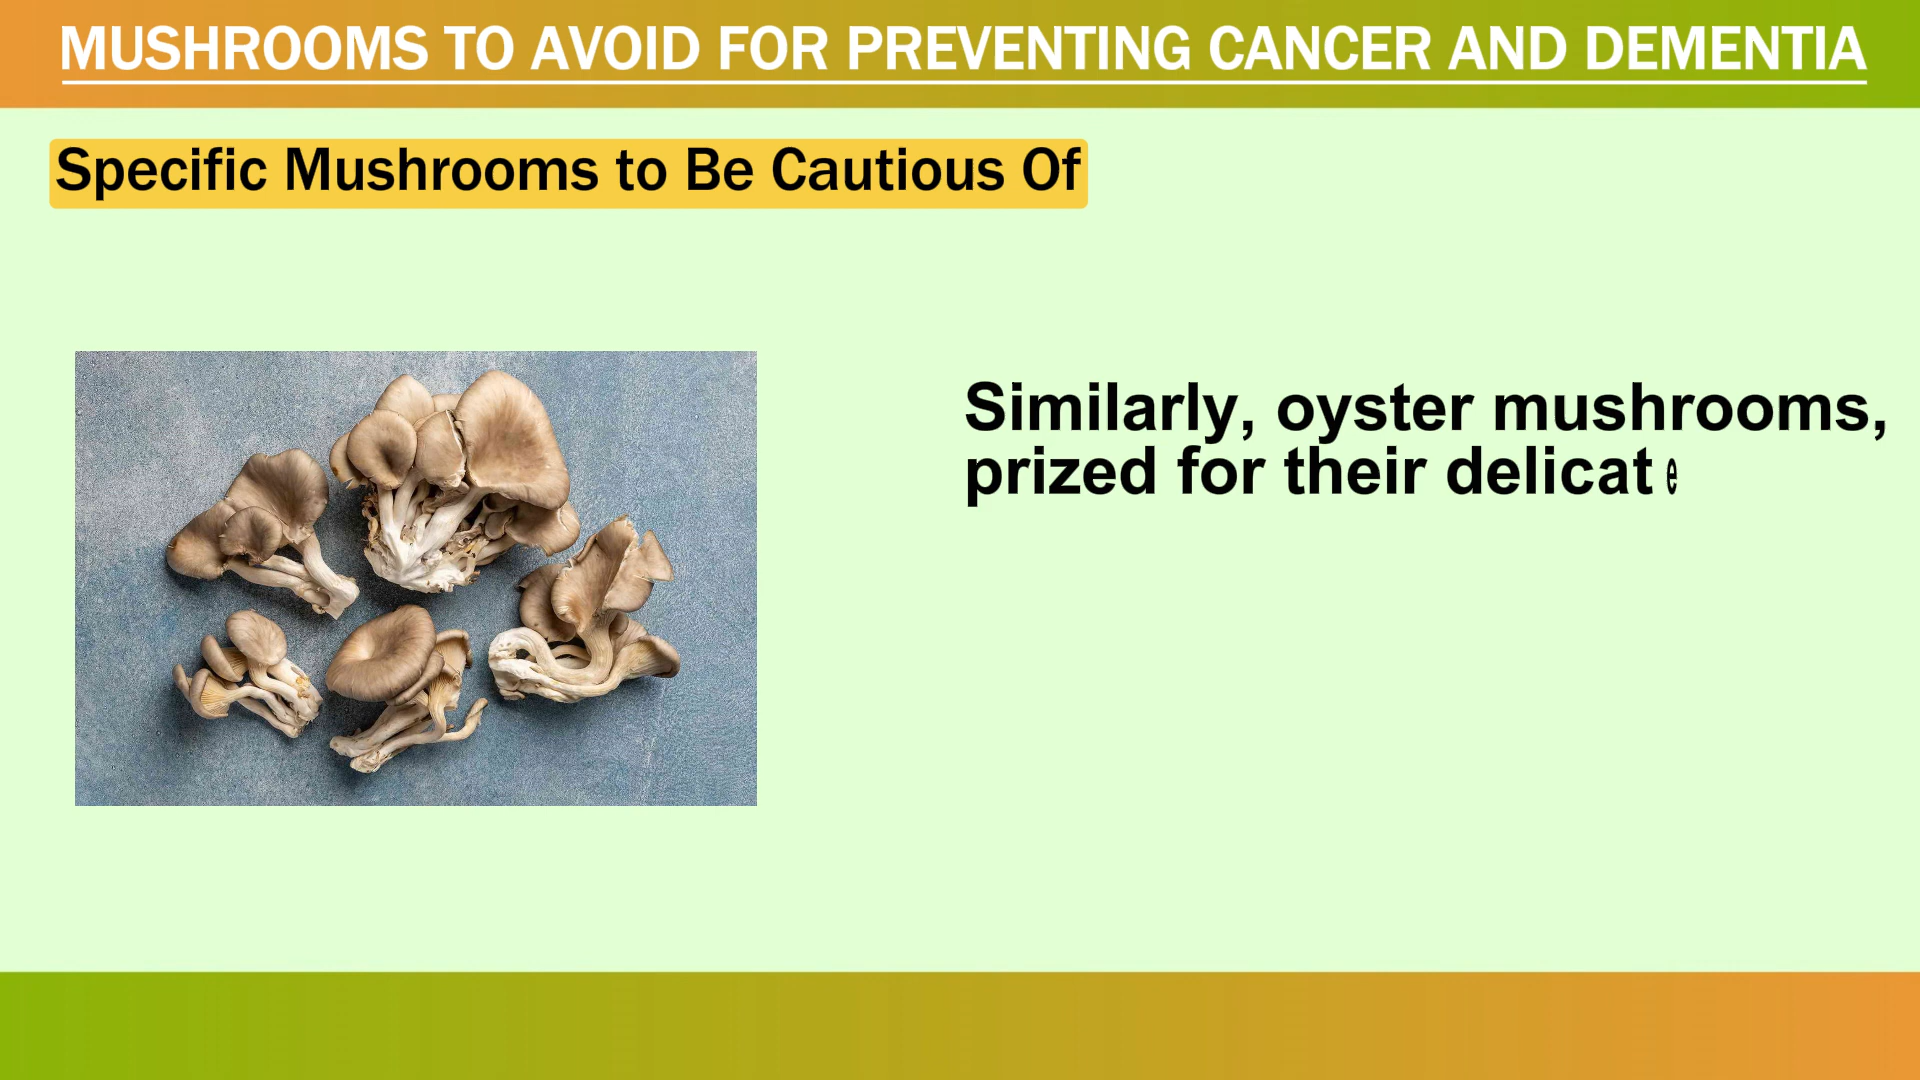 MUSHROOMS TO AVOID FOR PREVENTING CANCER AND DEMENTIA
Specific Mushrooms to Be Cautious Of
Similarly, oyster mushrooms,
prized for their delicate